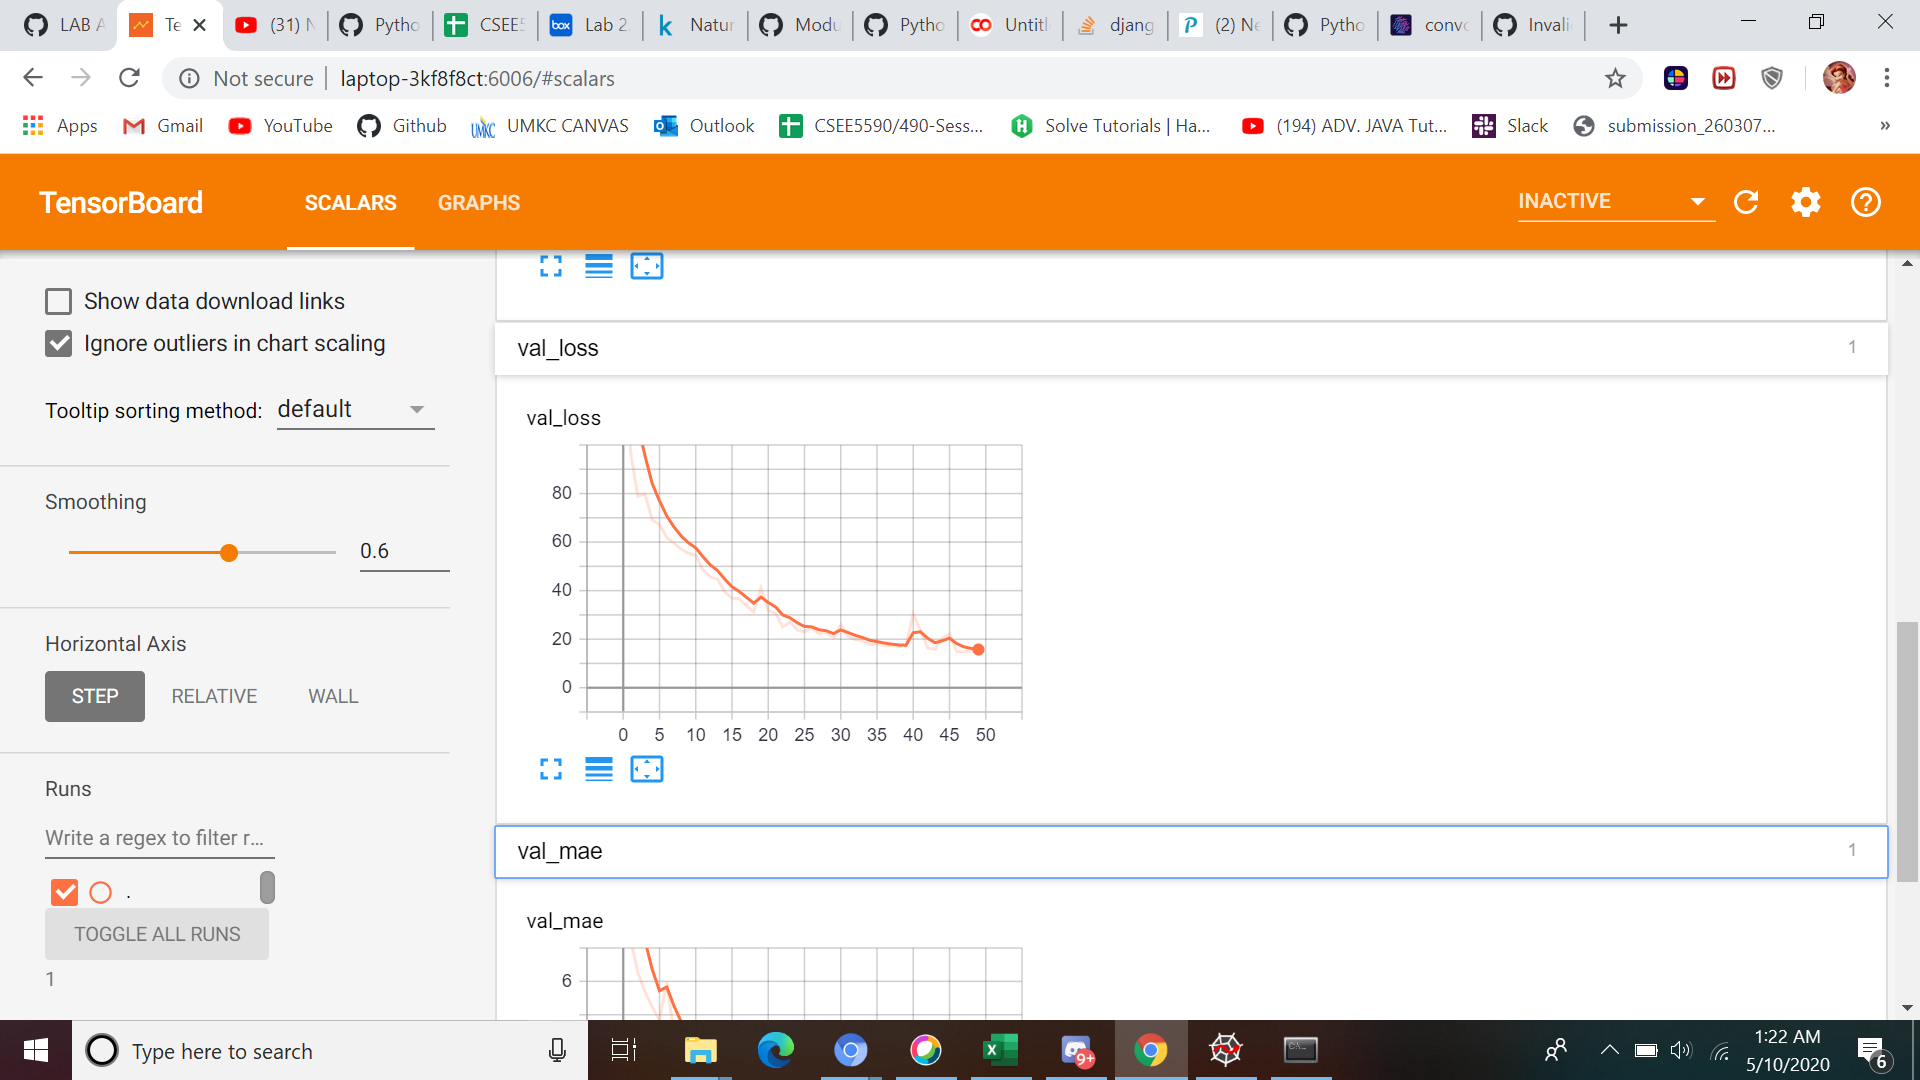 LAB A
Te
(31) N
Pytho
CSEE5
Lab 2
Natur
Modu
Pytho
Untitl
djang
(2) Ne
Pytho
convo
Invalid
Not secure | laptop-3kf8f8ct:6006/#scalars
Apps
Gmail
YouTube
Github
UMKC CANVAS
Outlook
CSEE5590/490-Sess...
Solve Tutorials | Ha...
(194) ADV. JAVA Tut...
Slack
submission_260307...
»
TensorBoard
SCALARS
GRAPHS
INACTIVE
Show data download links
Ignore outliers in chart scaling
Tooltip sorting method: default
Smoothing
0.6
Horizontal Axis
STEP RELATIVE WALL
Runs
Write a regex to filter r...
.
TOGGLE ALL RUNS
1
val_loss 1
val_loss
80
60
40
20
0
0 5 10 15 20 25 30 35 40 45 50
val_mae 1
val_mae
6
Type here to search
9+
1:22 AM
5/10/2020
6